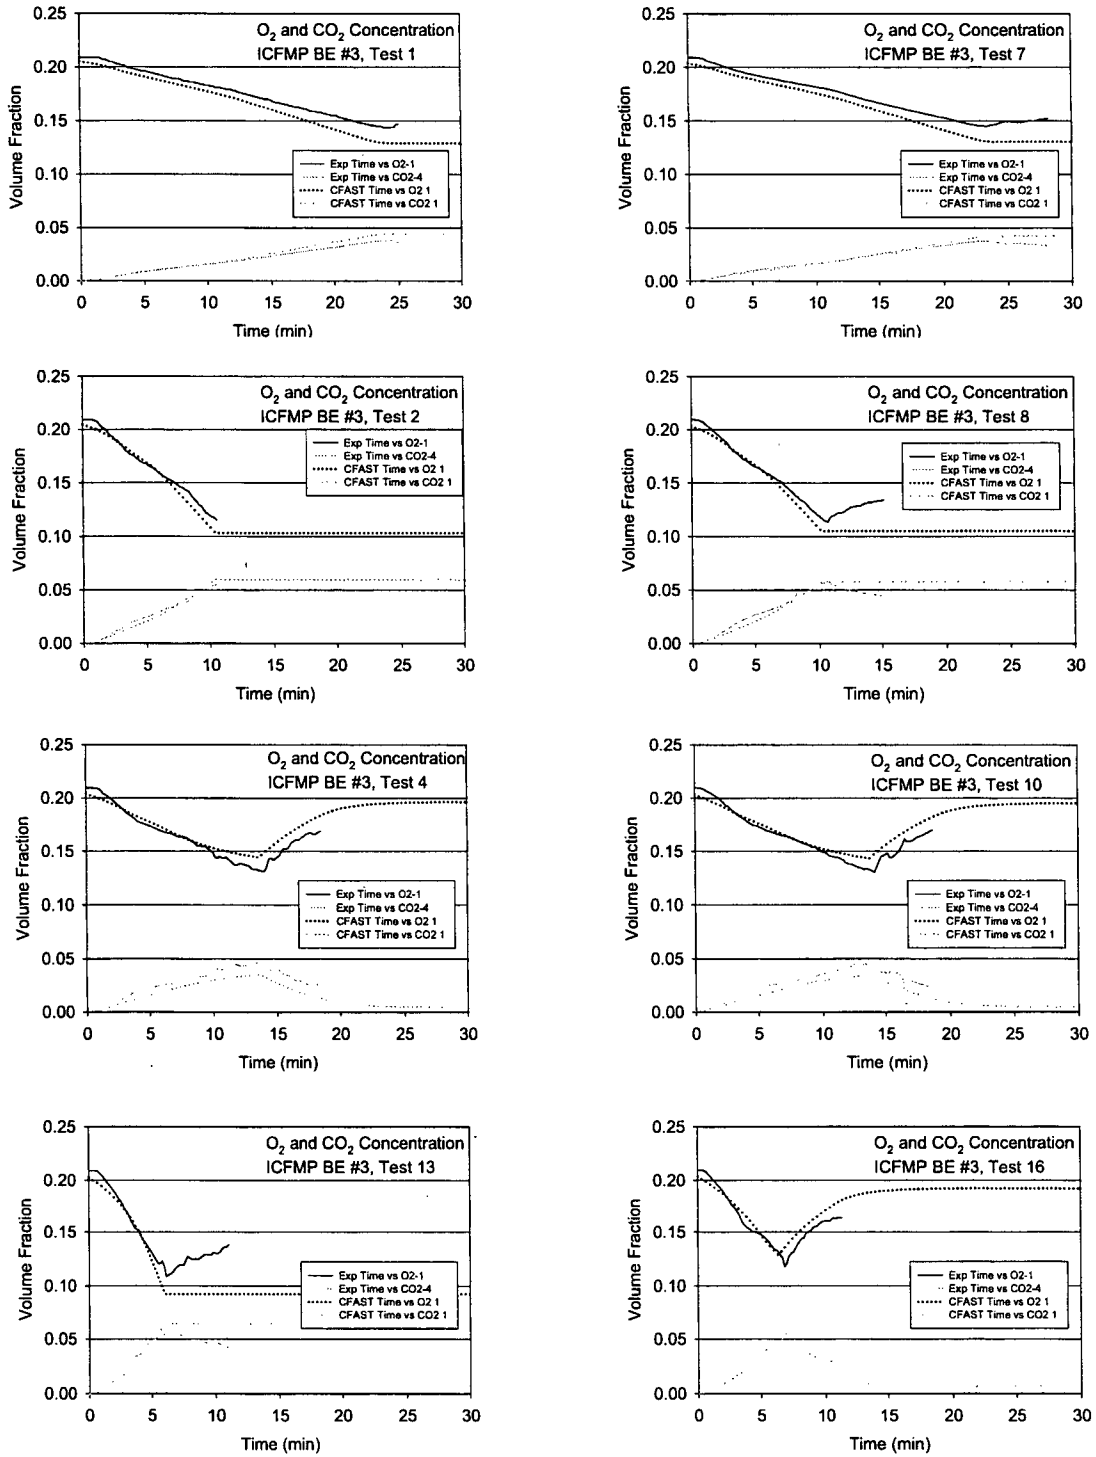 O2 and CO2 Concentration
ICFMP BE #3, Test 1
Volume Fraction
0.25
0.20
0.15
0.10
0.05
0.00
Exp Time vs O2-1
Exp Time vs CO2-4
CFAST Time vs O2 1
CFAST Time vs CO2 1
0 5 10 15 20 25 30
Time (min)
O2 and CO2 Concentration
ICFMP BE #3, Test 7
Volume Fraction
0.25
0.20
0.15
0.10
0.05
0.00
Exp Time vs O2-1
Exp Time vs CO2-4
CFAST Time vs O2 1
CFAST Time vs CO2 1
0 5 10 15 20 25 30
Time (min)
O2 and CO2 Concentration
ICFMP BE #3, Test 2
Volume Fraction
0.25
0.20
0.15
0.10
0.05
0.00
Exp Time vs O2-1
Exp Time vs CO2-4
CFAST Time vs O2 1
CFAST Time vs CO2 1
0 5 10 15 20 25 30
Time (min)
O2 and CO2 Concentration
ICFMP BE #3, Test 8
Volume Fraction
0.25
0.20
0.15
0.10
0.05
0.00
Exp Time vs O2-1
Exp Time vs CO2-4
CFAST Time vs O2 1
CFAST Time vs CO2 1
0 5 10 15 20 25 30
Time (min)
O2 and CO2 Concentration
ICFMP BE #3, Test 4
Volume Fraction
0.25
0.20
0.15
0.10
0.05
0.00
Exp Time vs O2-1
Exp Time vs CO2-4
CFAST Time vs O2 1
CFAST Time vs CO2 1
0 5 10 15 20 25 30
Time (min)
O2 and CO2 Concentration
ICFMP BE #3, Test 10
Volume Fraction
0.25
0.20
0.15
0.10
0.05
0.00
Exp Time vs O2-1
Exp Time vs CO2-4
CFAST Time vs O2 1
CFAST Time vs CO2 1
0 5 10 15 20 25 30
Time (min)
O2 and CO2 Concentration
ICFMP BE #3, Test 13
Volume Fraction
0.25
0.20
0.15
0.10
0.05
0.00
Exp Time vs O2-1
Exp Time vs CO2-4
CFAST Time vs O2 1
CFAST Time vs CO2 1
0 5 10 15 20 25 30
Time (min)
O2 and CO2 Concentration
ICFMP BE #3, Test 16
Volume Fraction
0.25
0.20
0.15
0.10
0.05
0.00
Exp Time vs O2-1
Exp Time vs CO2-4
CFAST Time vs O2 1
CFAST Time vs CO2 1
0 5 10 15 20 25 30
Time (min)